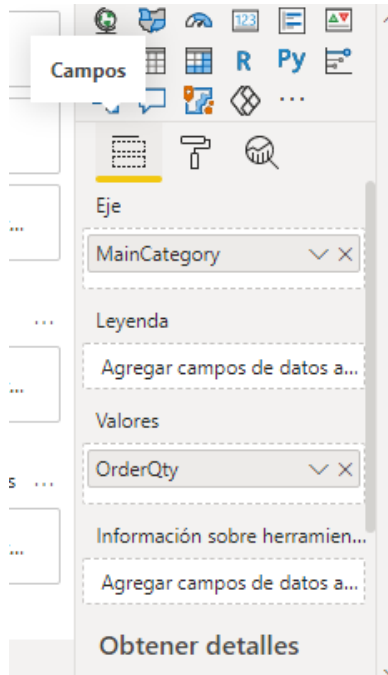 123
Campos
R Py
Eje
MainCategory
...
Leyenda
Agregar campos de datos a...
...
Valores
s ...
OrderQty
Información sobre herramien...
...
Agregar campos de datos a...
Obtener detalles